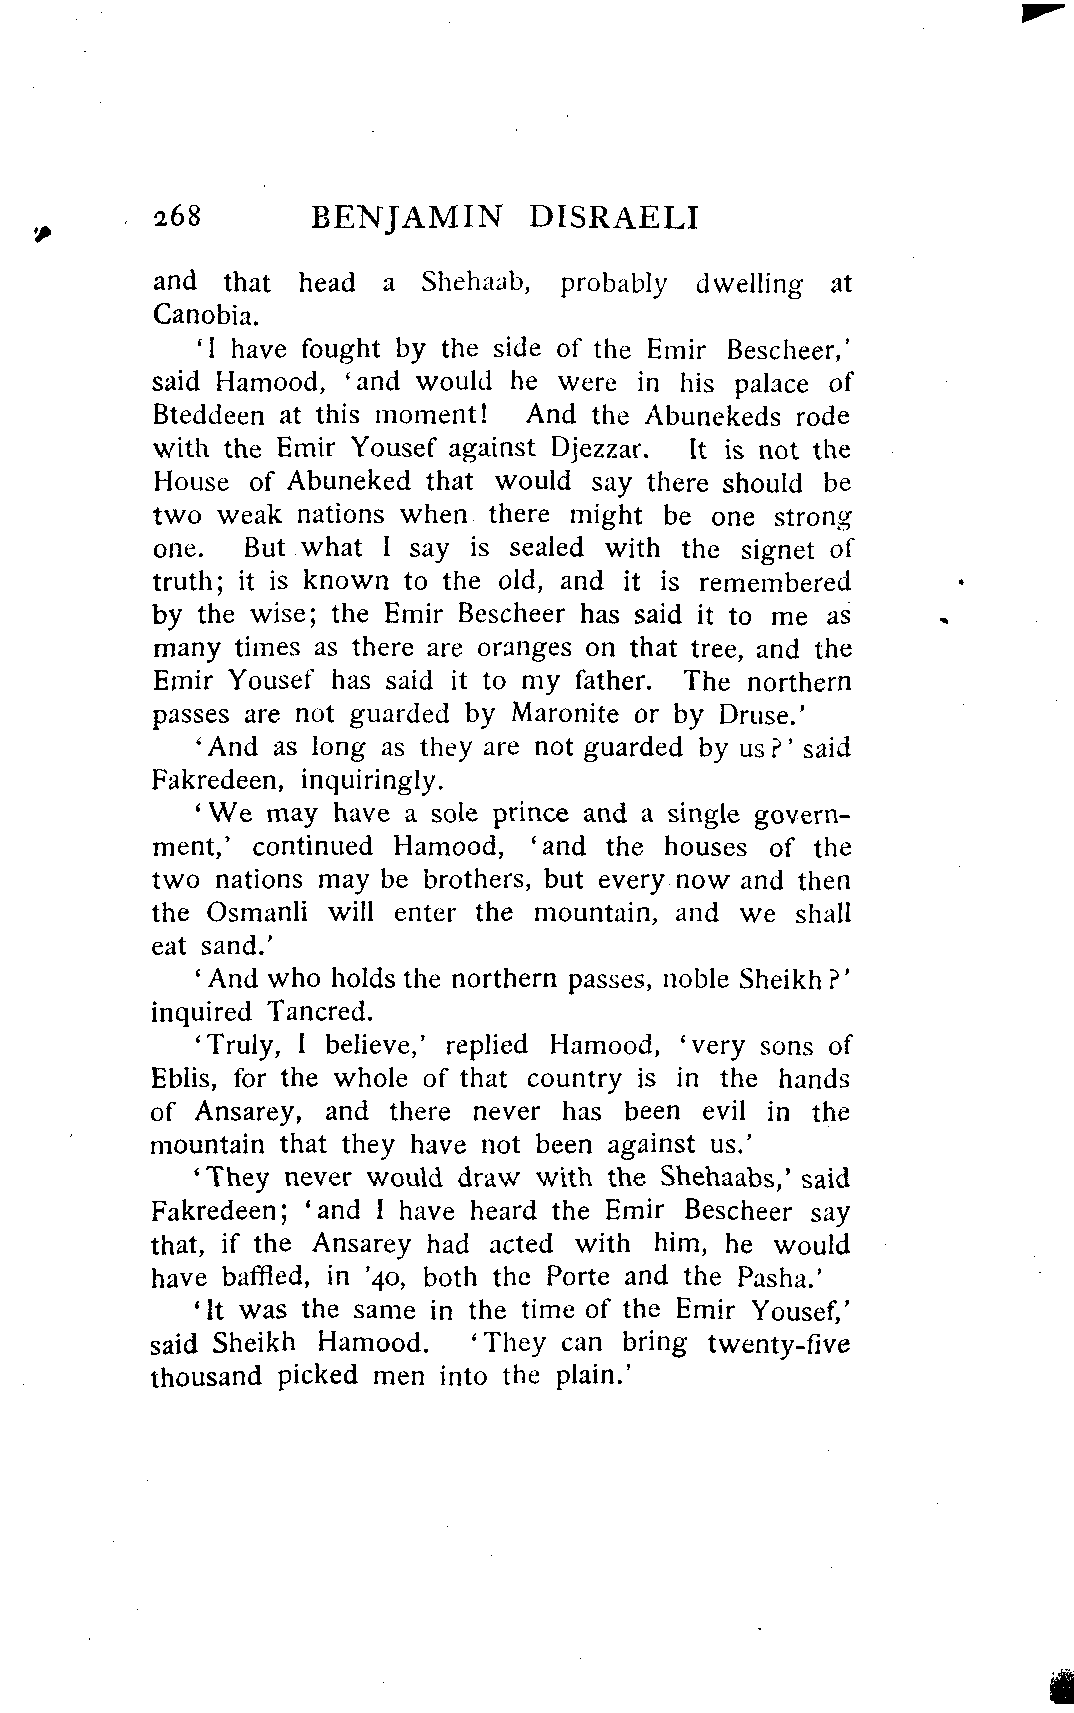 268 BENJAMIN DISRAELI
and that head a Shehaab, probably dwelling at
Canobia.
‘I have fought by the side of the Emir Bescheer,’
said Hamood, ‘and would he were in his palace of
Bteddeen at this moment! And the Abunekeds rode
with the Emir Yousef against Djezzar. It is not the
House of Abuneked that would say there should be
two weak nations when there might be one strong
one. But what I say is sealed with the signet of
truth; it is known to the old, and it is remembered
by the wise; the Emir Bescheer has said it to me as
many times as there are oranges on that tree, and the
Emir Yousef has said it to my father. The northern
passes are not guarded by Maronite or by Druse.’
‘And as long as they are not guarded by us?’ said
Fakredeen, inquiringly.
‘We may have a sole prince and a single govern-
ment,’ continued Hamood, ‘and the houses of the
two nations may be brothers, but every now and then
the Osmanli will enter the mountain, and we shall
eat sand.’
‘And who holds the northern passes, noble Sheikh?’
inquired Tancred.
‘Truly, I believe,’ replied Hamood, ‘very sons of
Eblis, for the whole of that country is in the hands
of Ansarey, and there never has been evil in the
mountain that they have not been against us.’
‘They never would draw with the Shehaabs,’ said
Fakredeen; ‘and I have heard the Emir Bescheer say
that, if the Ansarey had acted with him, he would
have baffled, in ’40, both the Porte and the Pasha.’
‘It was the same in the time of the Emir Yousef,’
said Sheikh Hamood. ‘They can bring twenty-five
thousand picked men into the plain.’